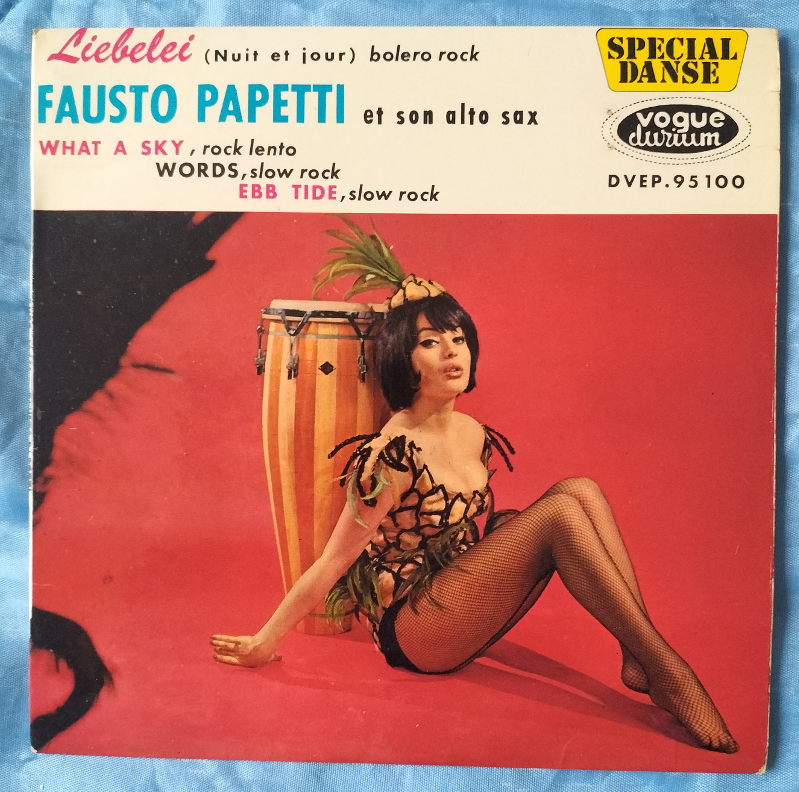 Liebelei (Nuit et jour) bolero rock
FAUSTO PAPETTI et son alto sax
WHAT A SKY, rock lento
WORDS, slow rock
EBB TIDE, slow rock
SPECIAL
DANSE
vogue
durium
DVEP.95100